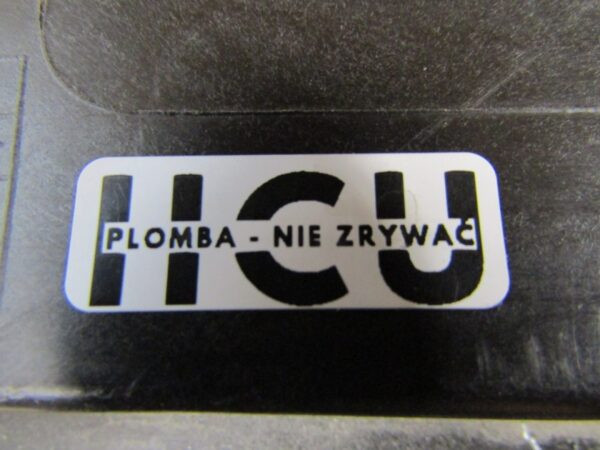 HCU
PLOMBA - NIE ZRYWAĆ